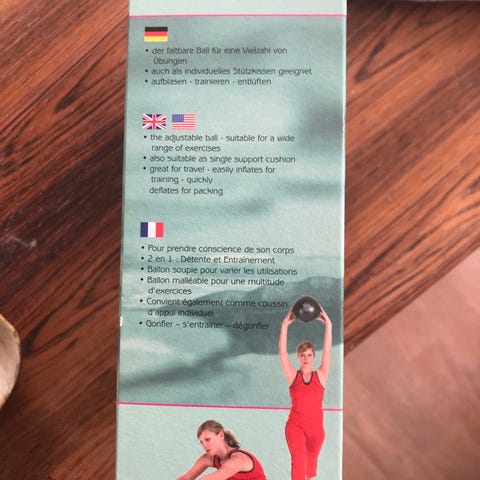 • der faltbare Ball für eine Vielzahl von
Übungen
• auch als individuelles Stützkissen geeignet
• aufblasen - trainieren - entlüften
• the adjustable ball - suitable for a wide
range of exercises
• also suitable as single support cushion
• great for travel - easily inflates for
training - quickly
deflates for packing
• Pour prendre conscience de son corps
• 2 en 1 : Détente et Entraînement
• Ballon souple pour varier les utilisations
• Ballon malléable pour une multitude
d'exercices
• Convient également comme coussin
d'appui individuel
• Gonfler – s'entraîner – dégonfler